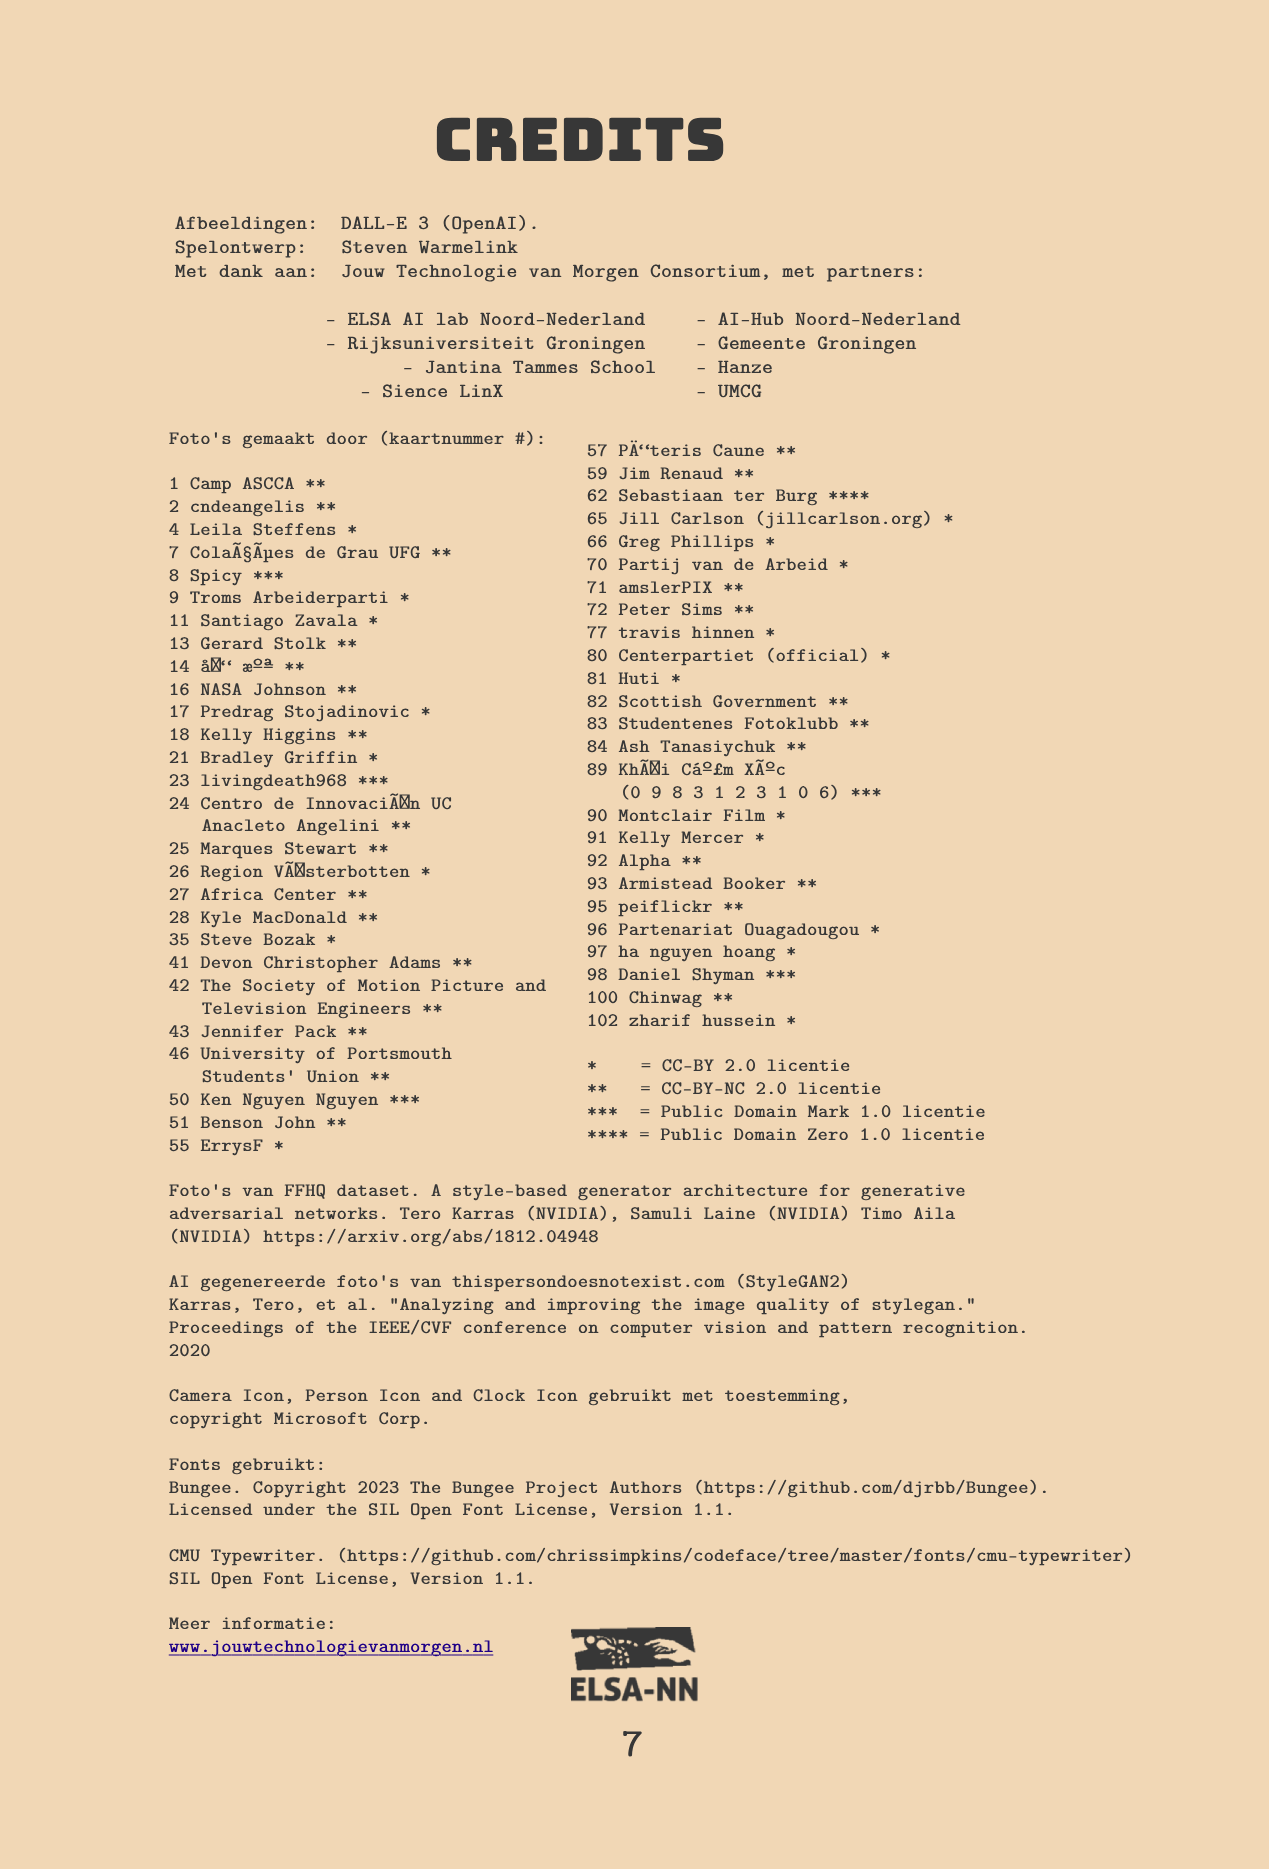 CREDITS
Afbeeldingen: DALL-E 3 (OpenAI).
Spelontwerp: Steven Warmelink
Met dank aan: Jouw Technologie van Morgen Consortium, met partners:
- ELSA AI lab Noord-Nederland
- Rijksuniversiteit Groningen
- Jantina Tammes School
- Sience LinX
- AI-Hub Noord-Nederland
- Gemeente Groningen
- Hanze
- UMCG
Foto's gemaakt door (kaartnummer #):
1 Camp ASCCA **
2 cndeangelis **
4 Leila Steffens *
7 ColaÃ§Ãµes de Grau UFG **
8 Spicy ***
9 Troms Arbeiderparti *
11 Santiago Zavala *
13 Gerard Stolk **
14 å“ æºª **
16 NASA Johnson **
17 Predrag Stojadinovic *
18 Kelly Higgins **
21 Bradley Griffin *
23 livingdeath968 ***
24 Centro de InnovaciÃn UC
Anacleto Angelini **
25 Marques Stewart **
26 Region VÃsterbotten *
27 Africa Center **
28 Kyle MacDonald **
35 Steve Bozak *
41 Devon Christopher Adams **
42 The Society of Motion Picture and
Television Engineers **
43 Jennifer Pack **
46 University of Portsmouth
Students' Union **
50 Ken Nguyen Nguyen ***
51 Benson John **
55 ErrysF *
57 PÄ“teris Caune **
59 Jim Renaud **
62 Sebastiaan ter Burg ****
65 Jill Carlson (jillcarlson.org) *
66 Greg Phillips *
70 Partij van de Arbeid *
71 amslerPIX **
72 Peter Sims **
77 travis hinnen *
80 Centerpartiet (official) *
81 Huti *
82 Scottish Government **
83 Studentenes Fotoklubb **
84 Ash Tanasiychuk **
89 KhÃi Cáº£m XÃºc
(0 9 8 3 1 2 3 1 0 6) ***
90 Montclair Film *
91 Kelly Mercer *
92 Alpha **
93 Armistead Booker **
95 peiflickr **
96 Partenariat Ouagadougou *
97 ha nguyen hoang *
98 Daniel Shyman ***
100 Chinwag **
102 zharif hussein *
* = CC-BY 2.0 licentie
** = CC-BY-NC 2.0 licentie
*** = Public Domain Mark 1.0 licentie
**** = Public Domain Zero 1.0 licentie
Foto's van FFHQ dataset. A style-based generator architecture for generative
adversarial networks. Tero Karras (NVIDIA), Samuli Laine (NVIDIA) Timo Aila
(NVIDIA) https://arxiv.org/abs/1812.04948
AI gegenereerde foto's van thispersondoesnotexist.com (StyleGAN2)
Karras, Tero, et al. "Analyzing and improving the image quality of stylegan."
Proceedings of the IEEE/CVF conference on computer vision and pattern recognition.
2020
Camera Icon, Person Icon and Clock Icon gebruikt met toestemming,
copyright Microsoft Corp.
Fonts gebruikt:
Bungee. Copyright 2023 The Bungee Project Authors (https://github.com/djrbb/Bungee).
Licensed under the SIL Open Font License, Version 1.1.
CMU Typewriter. (https://github.com/chrissimpkins/codeface/tree/master/fonts/cmu-typewriter)
SIL Open Font License, Version 1.1.
Meer informatie:
www.jouwtechnologievanmorgen.nl
ELSA-NN
7